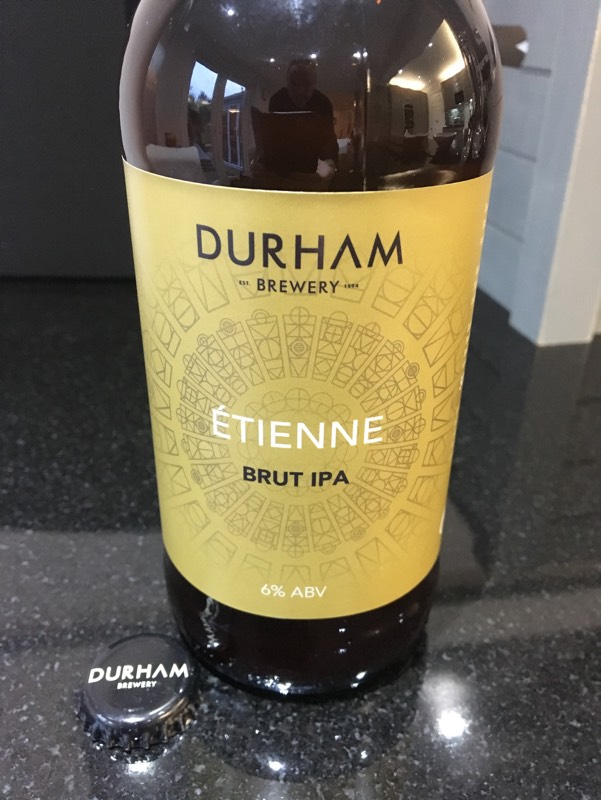 DURHAM
EST. BREWERY 1994
ÉTIENNE
BRUT IPA
6% ABV
DURHAM
BREWERY